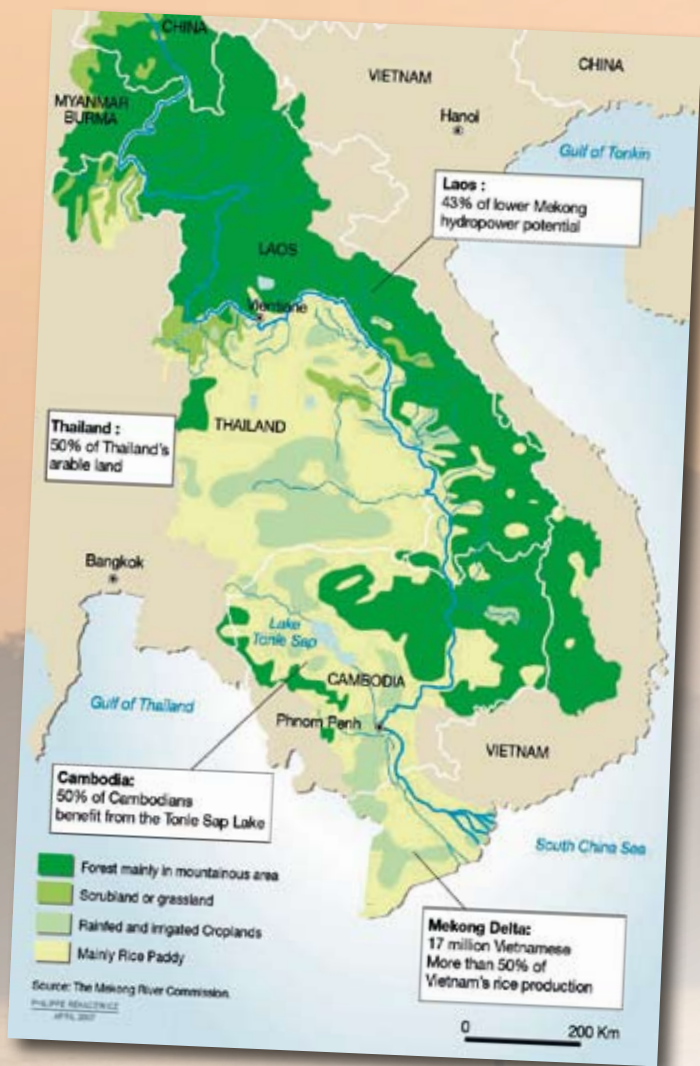 CHINA
VIETNAM
CHINA
MYANMAR
BURMA
Hanoi
Gulf of Tonkin
Laos :
43% of lower Mekong
hydropower potential
LAOS
Vientiane
Thailand :
50% of Thailand's
arable land
THAILAND
Bangkok
Lake
Tonle Sap
CAMBODIA
Gulf of Thailand
Phnom Penh
VIETNAM
Cambodia:
50% of Cambodians
benefit from the Tonle Sap Lake
South China Sea
Forest mainly in mountainous area
Scrubland or grassland
Rainfed and irrigated Croplands
Mainly Rice Paddy
Mekong Delta:
17 million Vietnamese
More than 50% of
Vietnam's rice production
Source: The Mekong River Commission.
PHILIPPE REKACEWICZ
APRIL 2007
0 200 Km